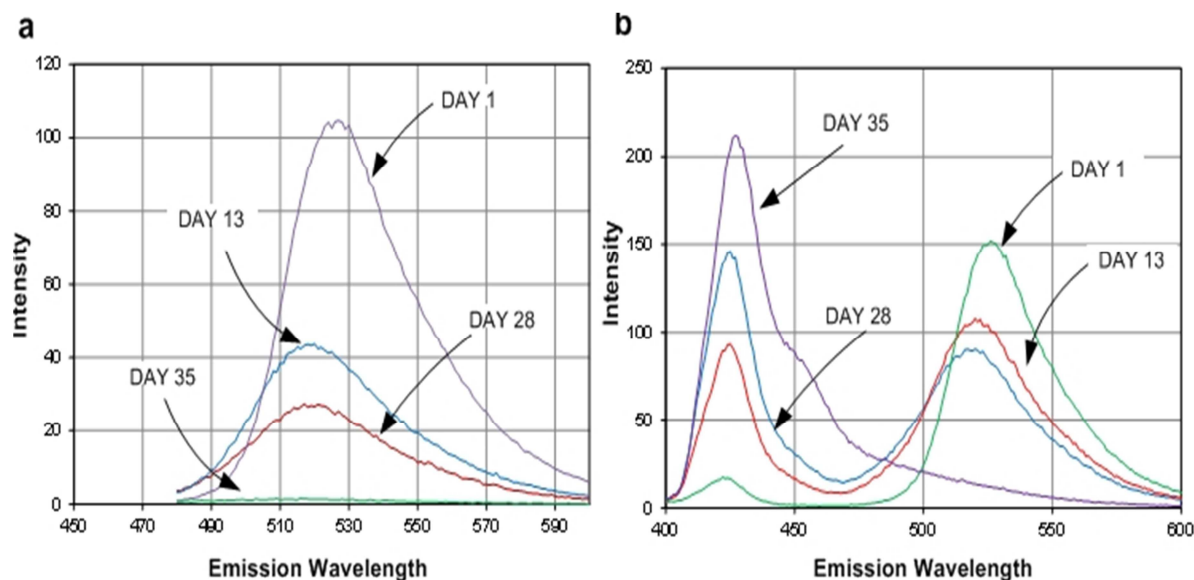 a
120
100
80
60
40
20
0
450
470
490
510
530
550
570
590
Intensity
Emission Wavelength
DAY 1
DAY 13
DAY 28
DAY 35
b
250
200
150
100
50
0
400
450
500
550
600
Intensity
Emission Wavelength
DAY 35
DAY 1
DAY 13
DAY 28